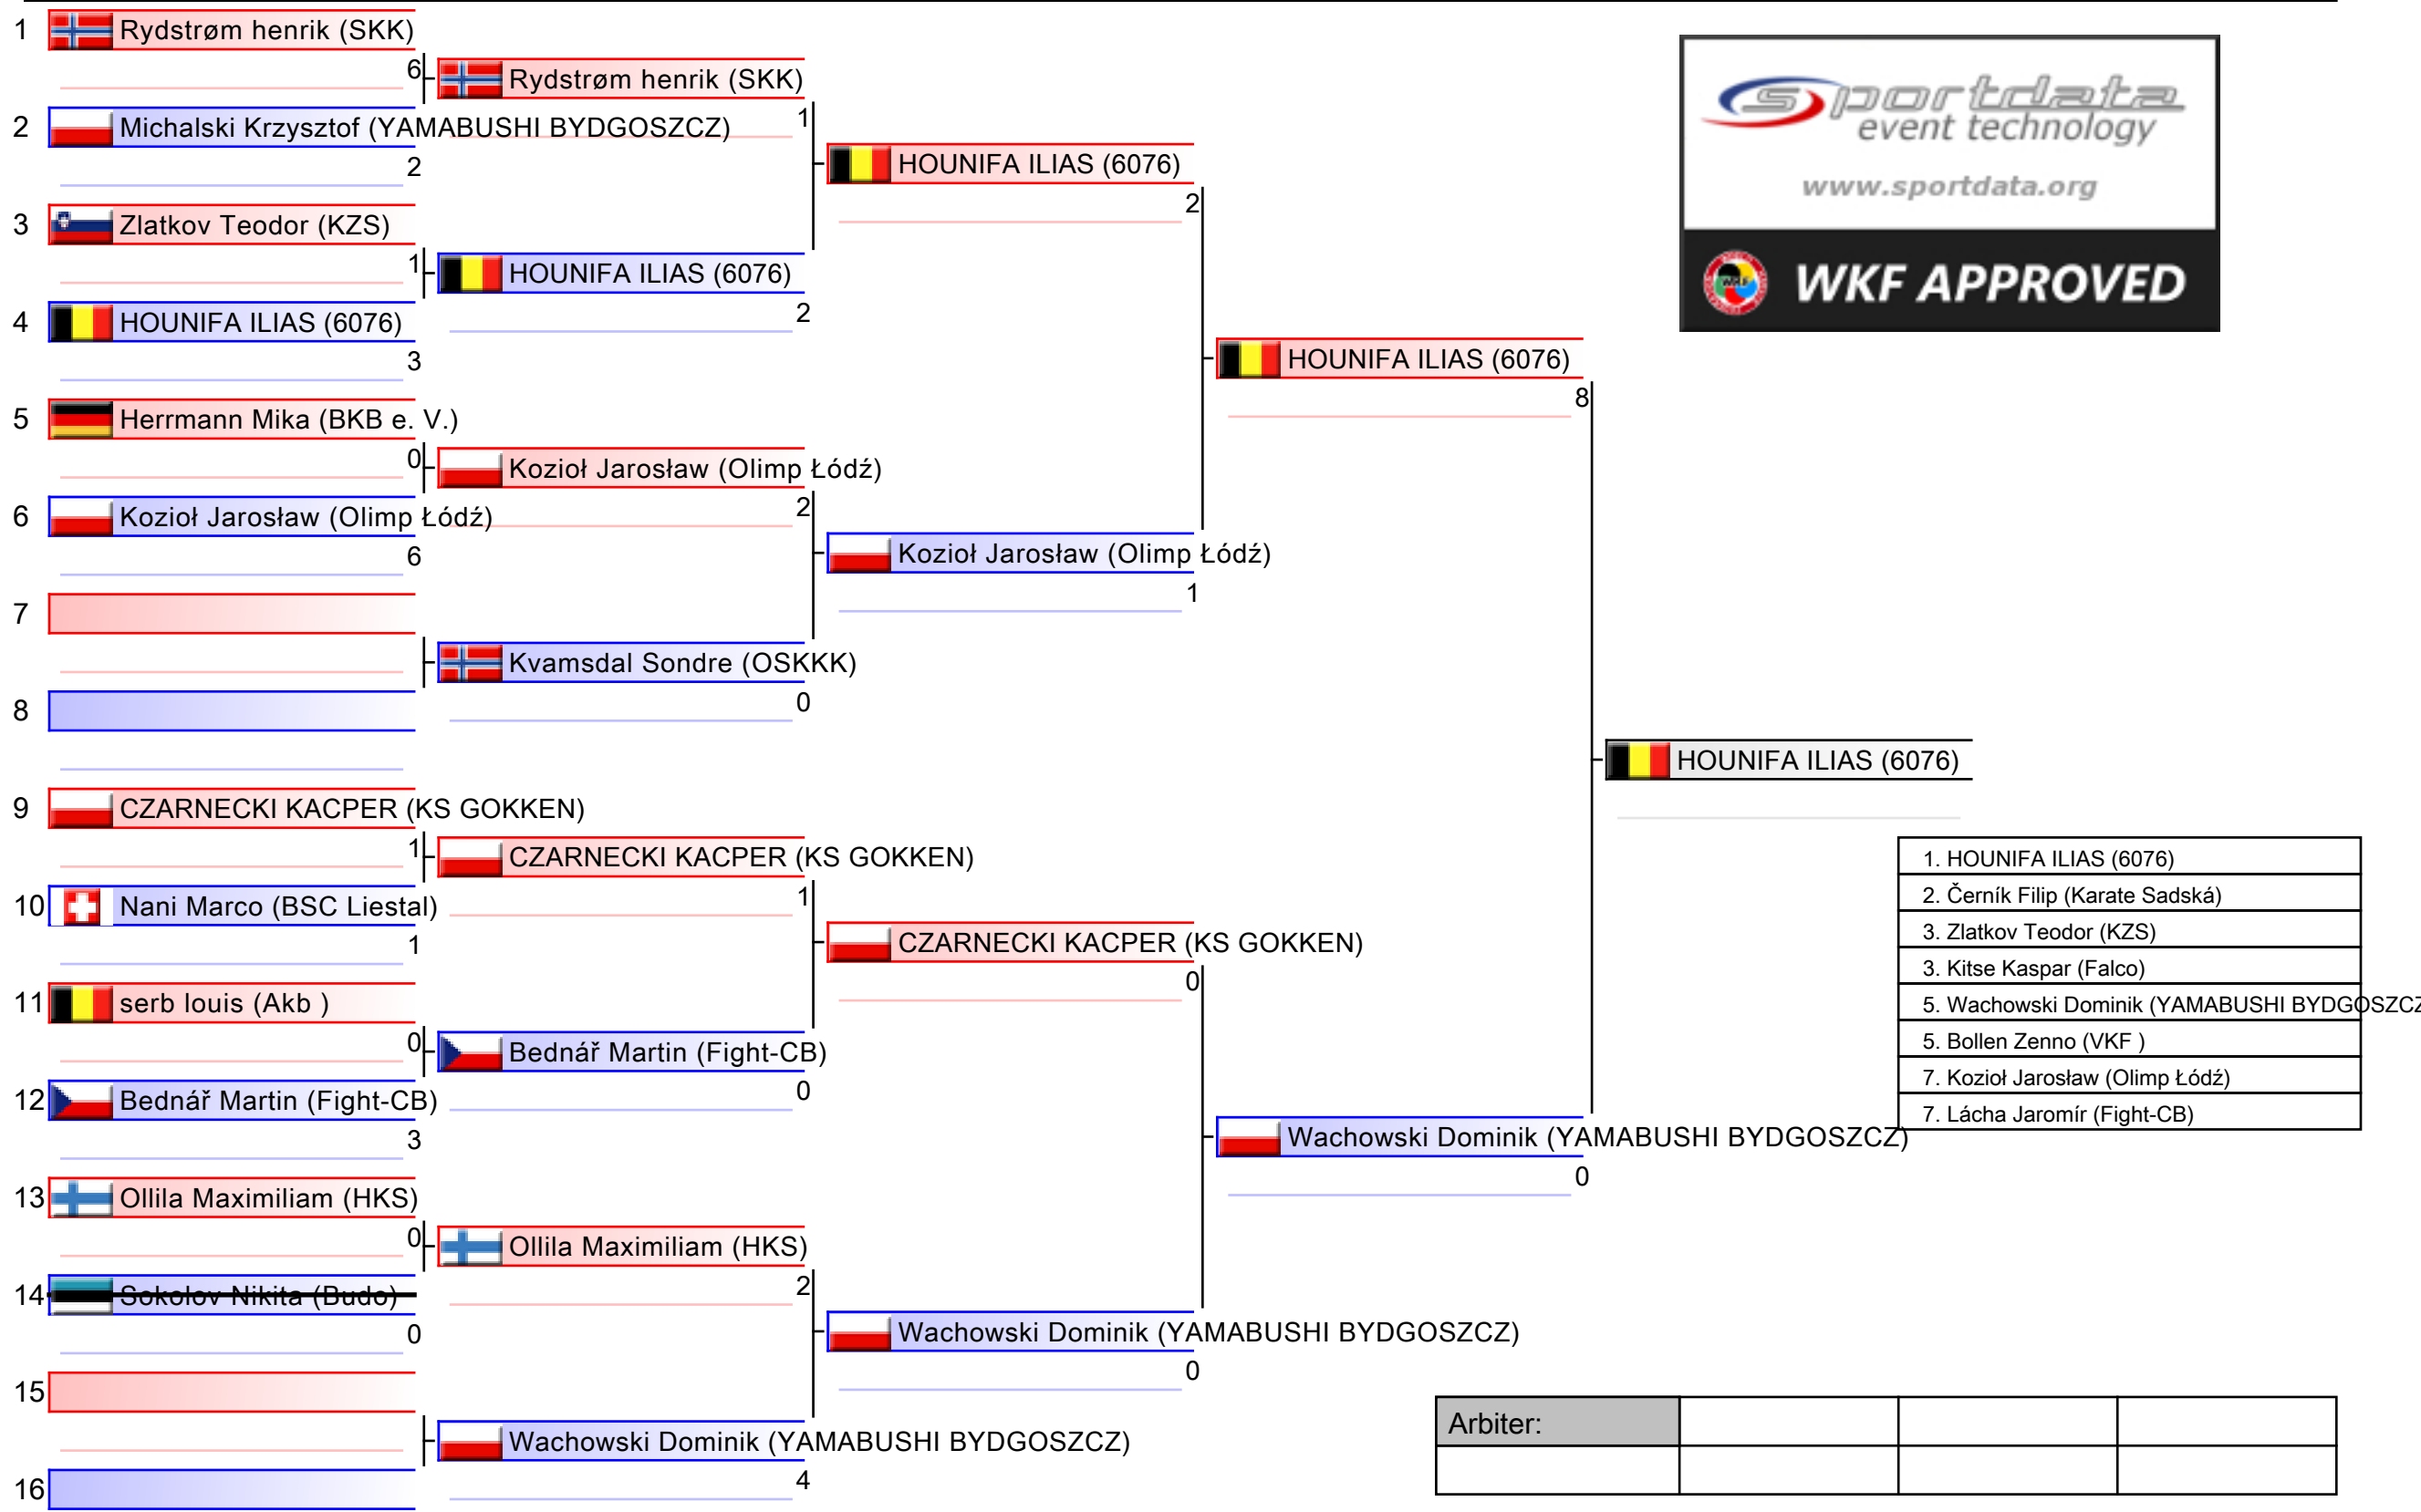 1 Rydstrøm henrik (SKK)
6 Rydstrøm henrik (SKK)
2 Michalski Krzysztof (YAMABUSHI BYDGOSZCZ) 1
2
HOUNIFA ILIAS (6076)
2
3 Zlatkov Teodor (KZS)
1 HOUNIFA ILIAS (6076)
2
4 HOUNIFA ILIAS (6076)
3
HOUNIFA ILIAS (6076)
8
5 Herrmann Mika (BKB e. V.)
0 Kozioł Jarosław (Olimp Łódź)
2
6 Kozioł Jarosław (Olimp Łódź)
6
Kozioł Jarosław (Olimp Łódź)
1
7
Kvamsdal Sondre (OSKKK)
0
8
HOUNIFA ILIAS (6076)
9 CZARNECKI KACPER (KS GOKKEN)
1 CZARNECKI KACPER (KS GOKKEN)
1
10 Nani Marco (BSC Liestal)
1
CZARNECKI KACPER (KS GOKKEN)
0
11 serb louis (Akb )
0 Bednář Martin (Fight-CB)
0
12 Bednář Martin (Fight-CB)
3
Wachowski Dominik (YAMABUSHI BYDGOSZCZ)
0
13 Ollila Maximiliam (HKS)
0 Ollila Maximiliam (HKS)
2
14 Sokolov Nikita (Budo)
0
Wachowski Dominik (YAMABUSHI BYDGOSZCZ)
0
15
Wachowski Dominik (YAMABUSHI BYDGOSZCZ)
4
16
sportdata
event technology
www.sportdata.org
WKF
WKF APPROVED
1. HOUNIFA ILIAS (6076)
2. Černík Filip (Karate Sadská)
3. Zlatkov Teodor (KZS)
3. Kitse Kaspar (Falco)
5. Wachowski Dominik (YAMABUSHI BYDGOSZCZ
5. Bollen Zenno (VKF )
7. Kozioł Jarosław (Olimp Łódź)
7. Lácha Jaromír (Fight-CB)
Arbiter: